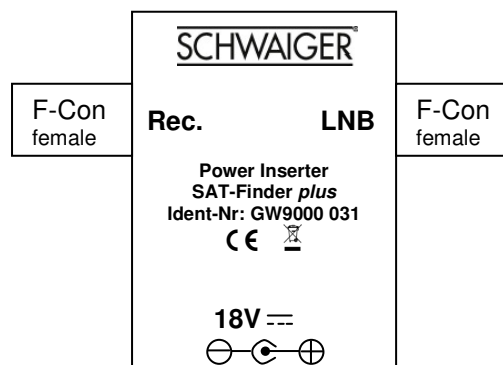 SCHWAIGER®
F-Con
female
Rec. LNB
F-Con
female
Power Inserter
SAT-Finder plus
Ident-Nr: GW9000 031
CE
18V